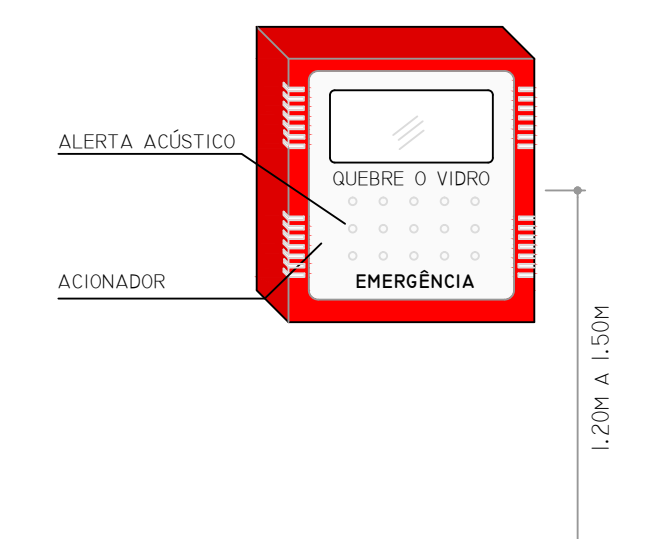 ALERTA ACÚSTICO
QUEBRE O VIDRO
ACIONADOR
EMERGÊNCIA
1.20M A 1.50M